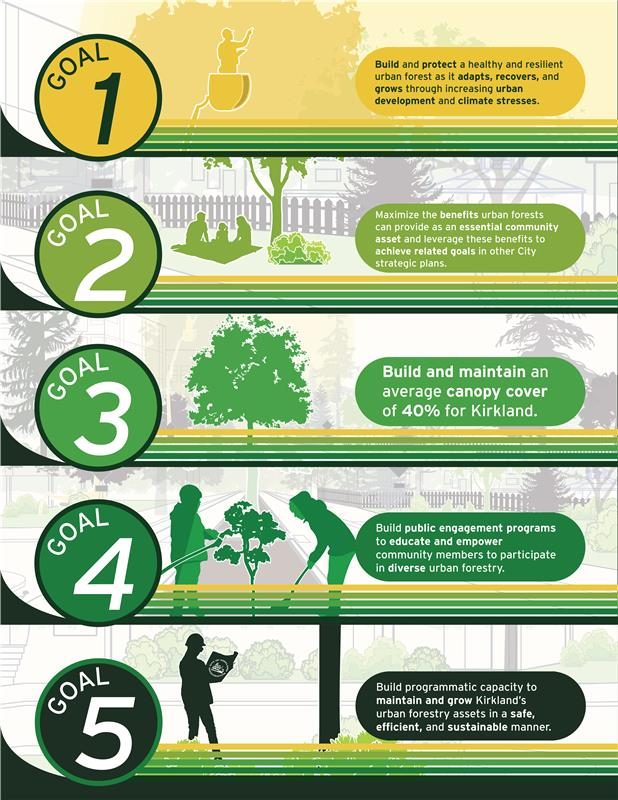 GOAL
1
Build and protect a healthy and resilient
urban forest as it adapts, recovers, and
grows through increasing urban
development and climate stresses.
GOAL
2
Maximize the benefits urban forests
can provide as an essential community
asset and leverage these benefits to
achieve related goals in other City
strategic plans.
GOAL
3
Build and maintain an
average canopy cover
of 40% for Kirkland.
GOAL
4
Build public engagement programs
to educate and empower
community members to participate
in diverse urban forestry.
GOAL
5
Build programmatic capacity to
maintain and grow Kirkland's
urban forestry assets in a safe,
efficient, and sustainable manner.